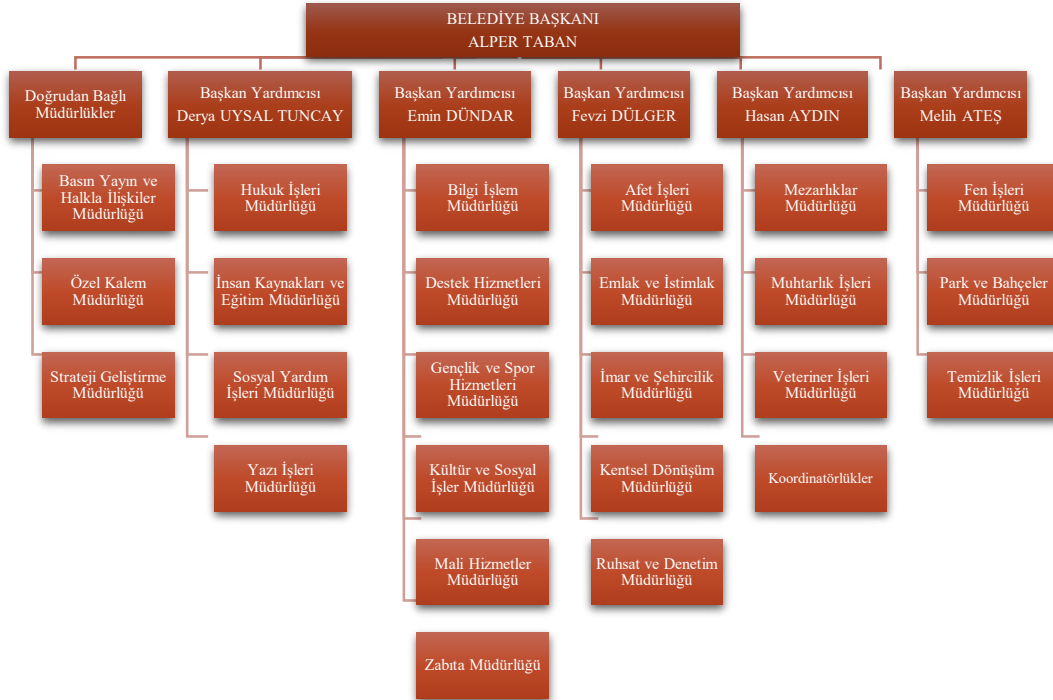 BELEDİYE BAŞKANI
ALPER TABAN
Doğrudan Bağlı
Müdürlükler
Basın Yayın ve
Halkla İlişkiler
Müdürlüğü
Özel Kalem
Müdürlüğü
Strateji Geliştirme
Müdürlüğü
Başkan Yardımcısı
Derya UYSAL TUNCAY
Hukuk İşleri
Müdürlüğü
İnsan Kaynakları ve
Eğitim Müdürlüğü
Sosyal Yardım
İşleri Müdürlüğü
Yazı İşleri
Müdürlüğü
Başkan Yardımcısı
Emin DÜNDAR
Bilgi İşlem
Müdürlüğü
Destek Hizmetleri
Müdürlüğü
Gençlik ve Spor
Hizmetleri
Müdürlüğü
Kültür ve Sosyal
İşler Müdürlüğü
Mali Hizmetler
Müdürlüğü
Zabıta Müdürlüğü
Başkan Yardımcısı
Fevzi DÜLGER
Afet İşleri
Müdürlüğü
Emlak ve İstimlak
Müdürlüğü
İmar ve Şehircilik
Müdürlüğü
Kentsel Dönüşüm
Müdürlüğü
Ruhsat ve Denetim
Müdürlüğü
Başkan Yardımcısı
Hasan AYDIN
Mezarlıklar
Müdürlüğü
Muhtarlık İşleri
Müdürlüğü
Veteriner İşleri
Müdürlüğü
Koordinatörlükler
Başkan Yardımcısı
Melih ATEŞ
Fen İşleri
Müdürlüğü
Park ve Bahçeler
Müdürlüğü
Temizlik İşleri
Müdürlüğü